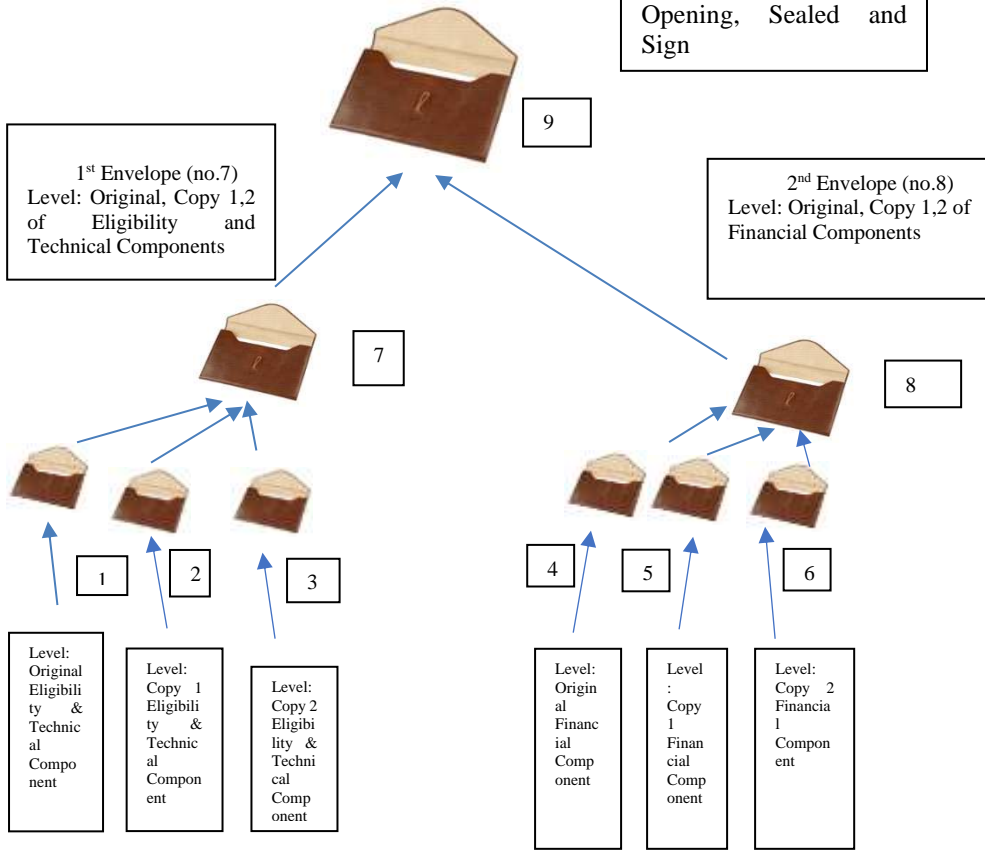 Opening, Sealed and
Sign
9
1st Envelope (no.7)
Level: Original, Copy 1,2
of Eligibility and
Technical Components
2nd Envelope (no.8)
Level: Original, Copy 1,2 of
Financial Components
7
8
1
2
3
4
5
6
Level:
Original
Eligibili
ty &
Technic
al
Compo
nent
Level:
Copy 1
Eligibili
ty &
Technic
al
Compon
ent
Level:
Copy 2
Eligibi
lity &
Techni
cal
Comp
onent
Level:
Origin
al
Financ
ial
Comp
onent
Level
:
Copy
1
Finan
cial
Comp
onent
Level:
Copy 2
Financia
l
Compon
ent